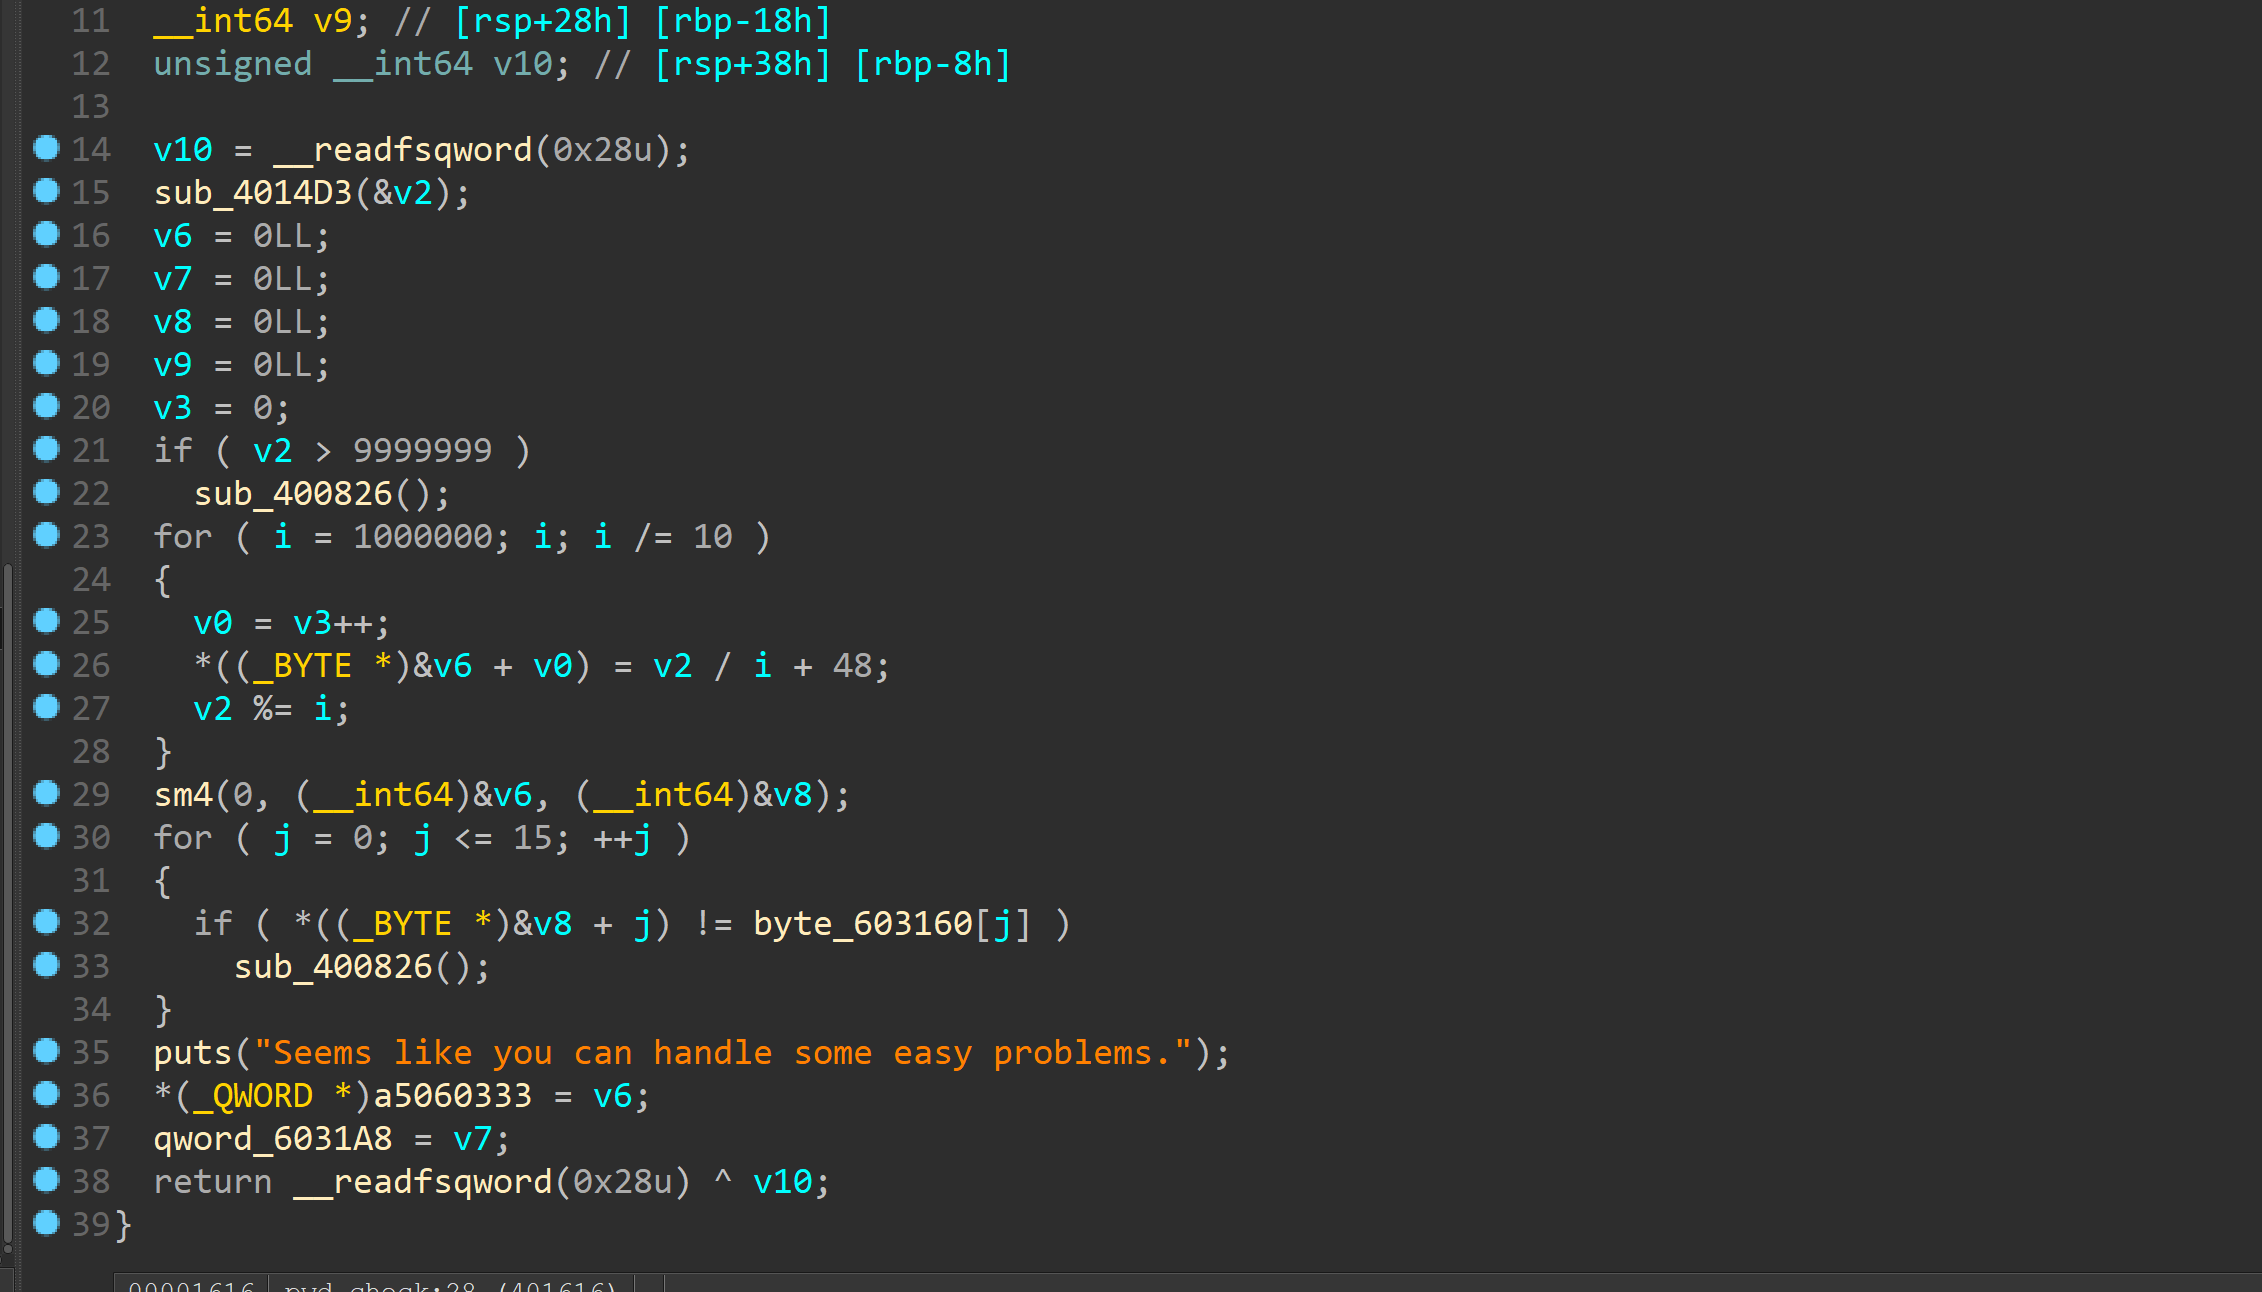 11 __int64 v9; // [rsp+28h] [rbp-18h]
12 unsigned __int64 v10; // [rsp+38h] [rbp-8h]
13
14 v10 = __readfsqword(0x28u);
15 sub_4014D3(&v2);
16 v6 = 0LL;
17 v7 = 0LL;
18 v8 = 0LL;
19 v9 = 0LL;
20 v3 = 0;
21 if ( v2 > 9999999 )
22 sub_400826();
23 for ( i = 1000000; i; i /= 10 )
24 {
25 v0 = v3++;
26 *((_BYTE *)&v6 + v0) = v2 / i + 48;
27 v2 %= i;
28 }
29 sm4(0, (__int64)&v6, (__int64)&v8);
30 for ( j = 0; j <= 15; ++j )
31 {
32 if ( *((_BYTE *)&v8 + j) != byte_603160[j] )
33 sub_400826();
34 }
35 puts("Seems like you can handle some easy problems.");
36 *(_QWORD *)a5060333 = v6;
37 qword_6031A8 = v7;
38 return __readfsqword(0x28u) ^ v10;
39 }
00001616 pvd_check:28 (401616)